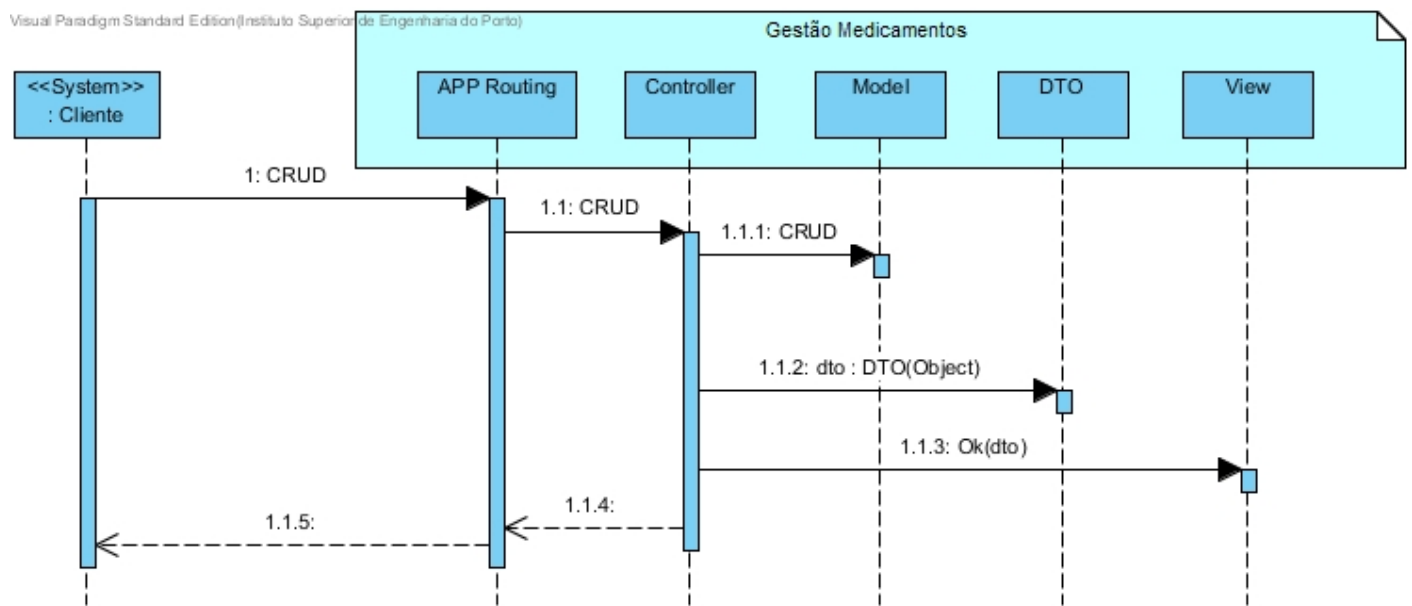 Visual Paradigm Standard Edition(Instituto Superior de Engenharia do Porto)
Gestão Medicamentos
<<System>>
: Cliente
APP Routing
Controller
Model
DTO
View
1: CRUD
1.1: CRUD
1.1.1: CRUD
1.1.2: dto : DTO(Object)
1.1.3: Ok(dto)
1.1.4:
1.1.5: